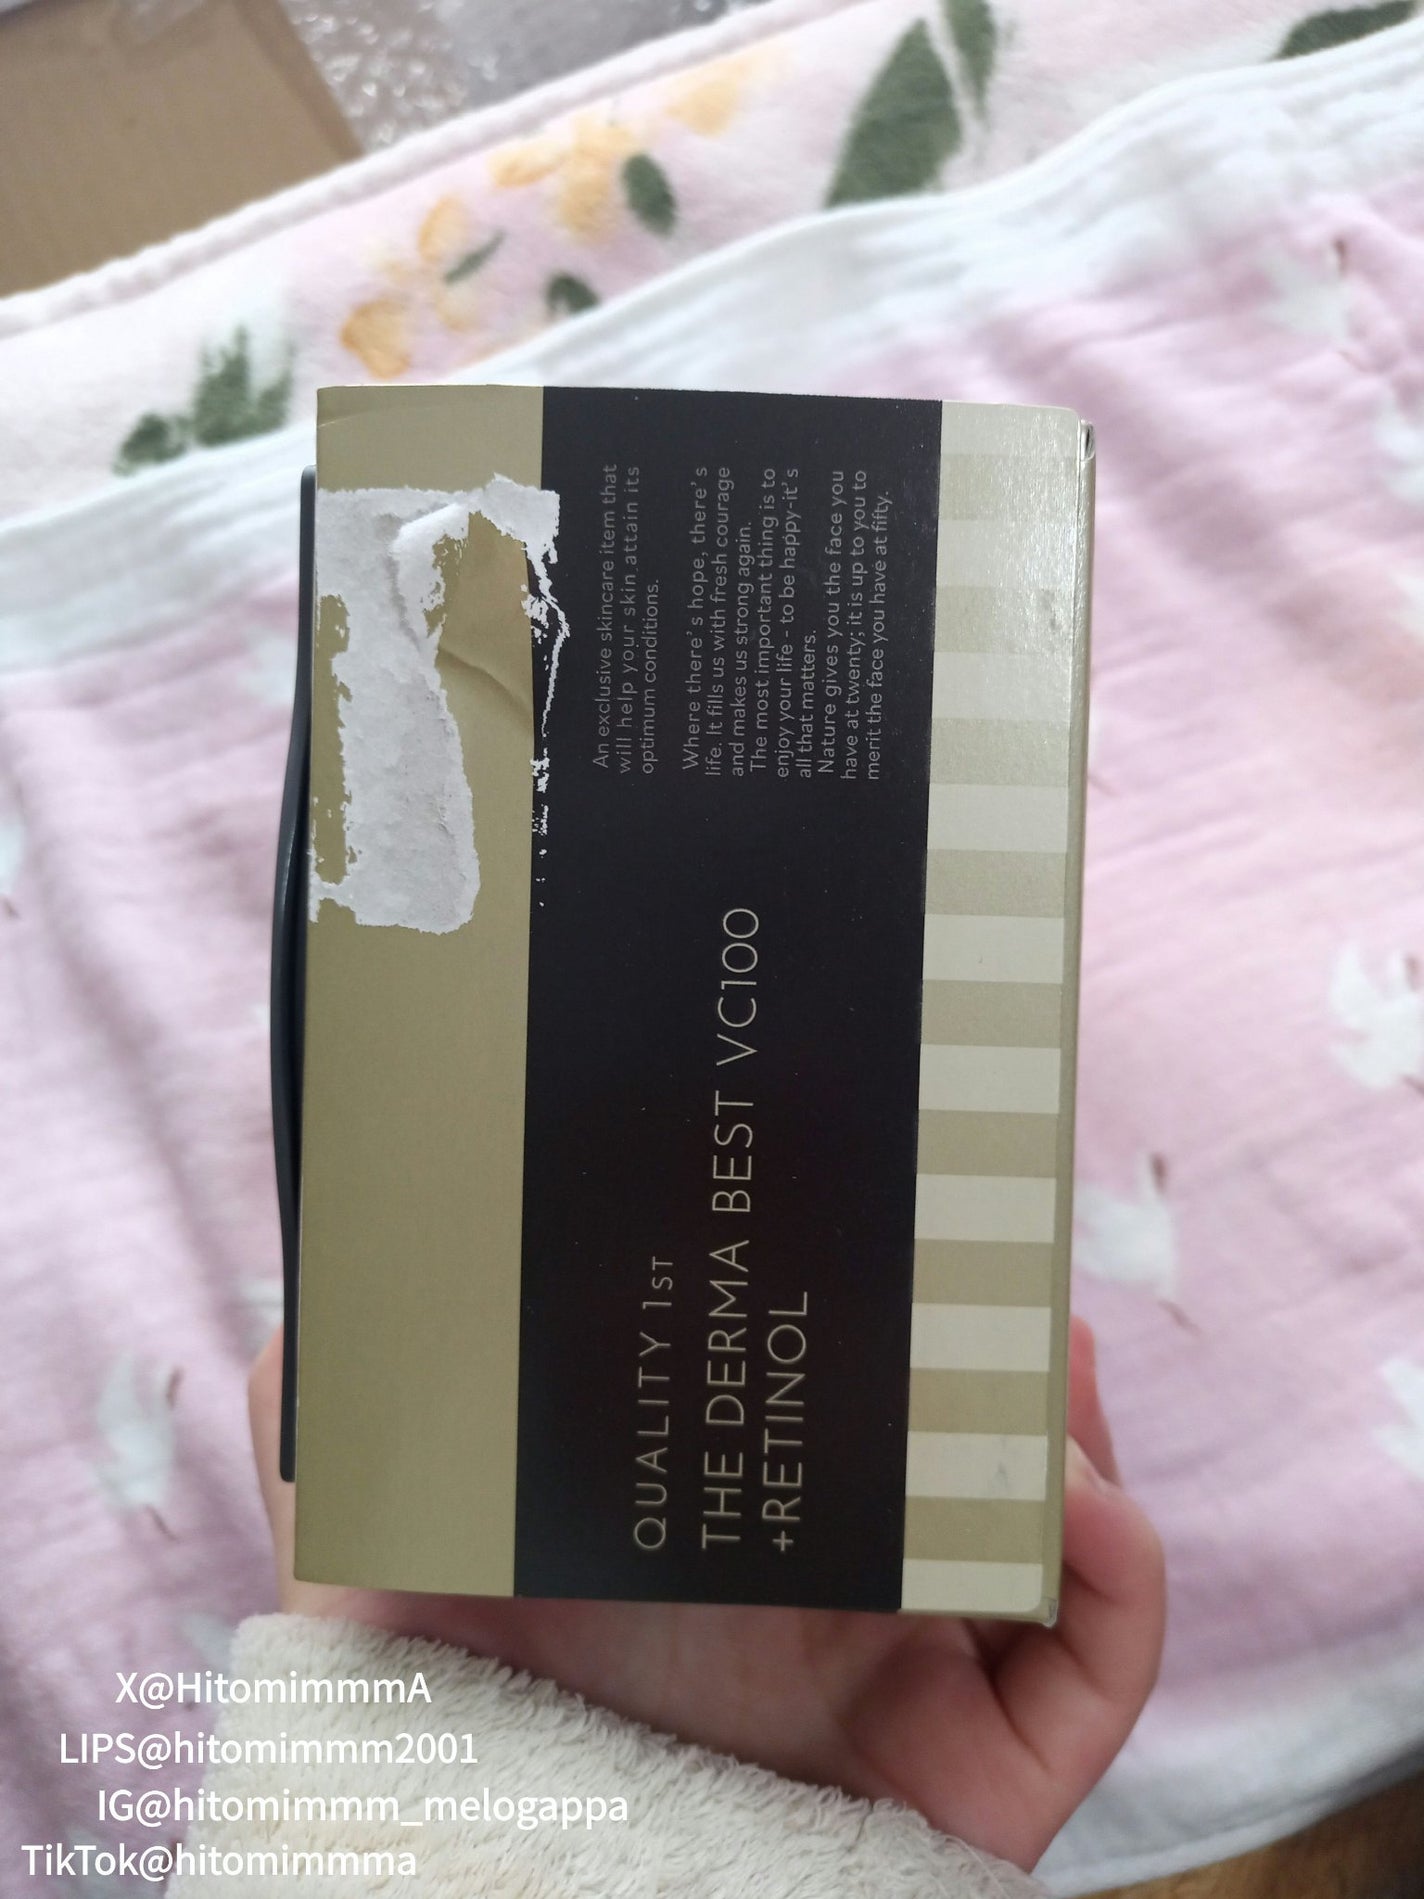 QUALITY 1ST
THE DERMA BEST VC100
+RETINOL
An exclusive skincare item that
will help your skin attain its
optimum conditions.
Where there's hope, there's
life. It fills us with fresh courage
and makes us strong again.
The most important thing is to
enjoy your life - to be happy-it's
all that matters.
Nature gives you the face you
have at twenty; it is up to you to
merit the face you have at fifty.
X@HitomimmmA
LIPS@hitomimmm2001
IG@hitomimmm_melogappa
TikTok@hitomimmma